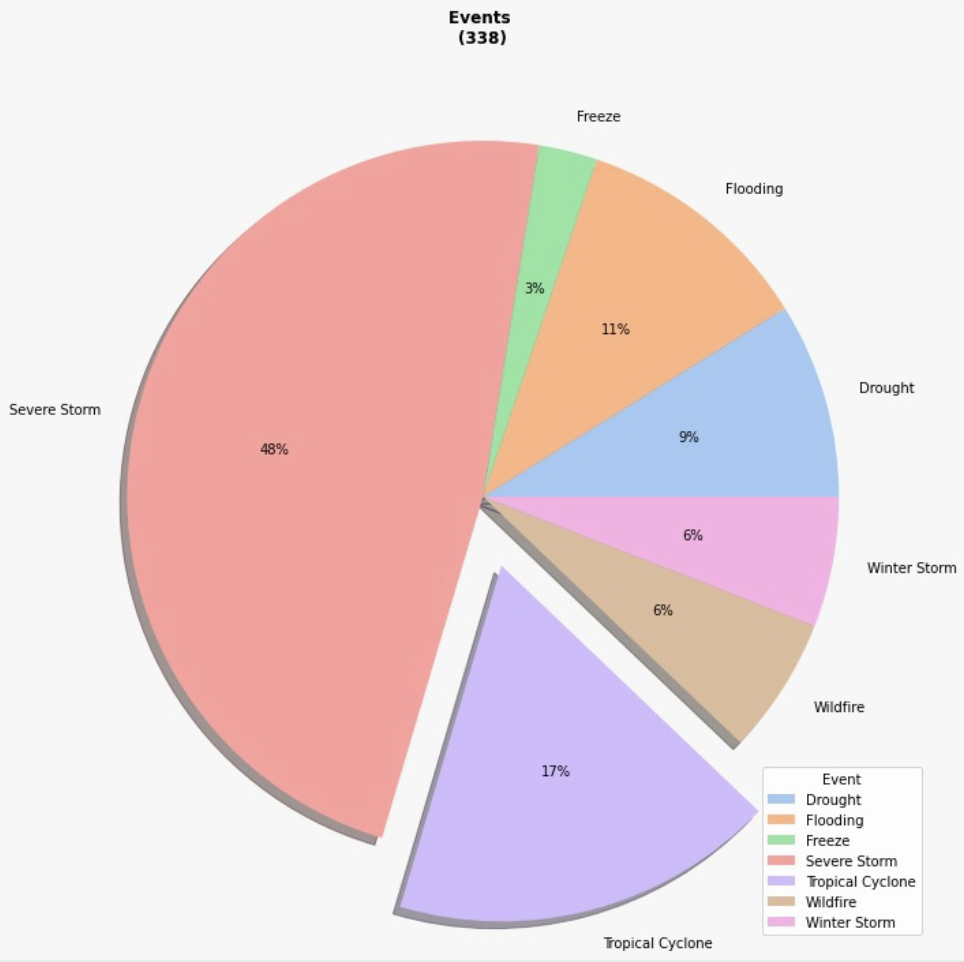 Events
(338)
Freeze
Flooding
3%
11%
Drought
Severe Storm
9%
48%
6%
Winter Storm
6%
Wildfire
17%
Tropical Cyclone
Event
Drought
Flooding
Freeze
Severe Storm
Tropical Cyclone
Wildfire
Winter Storm